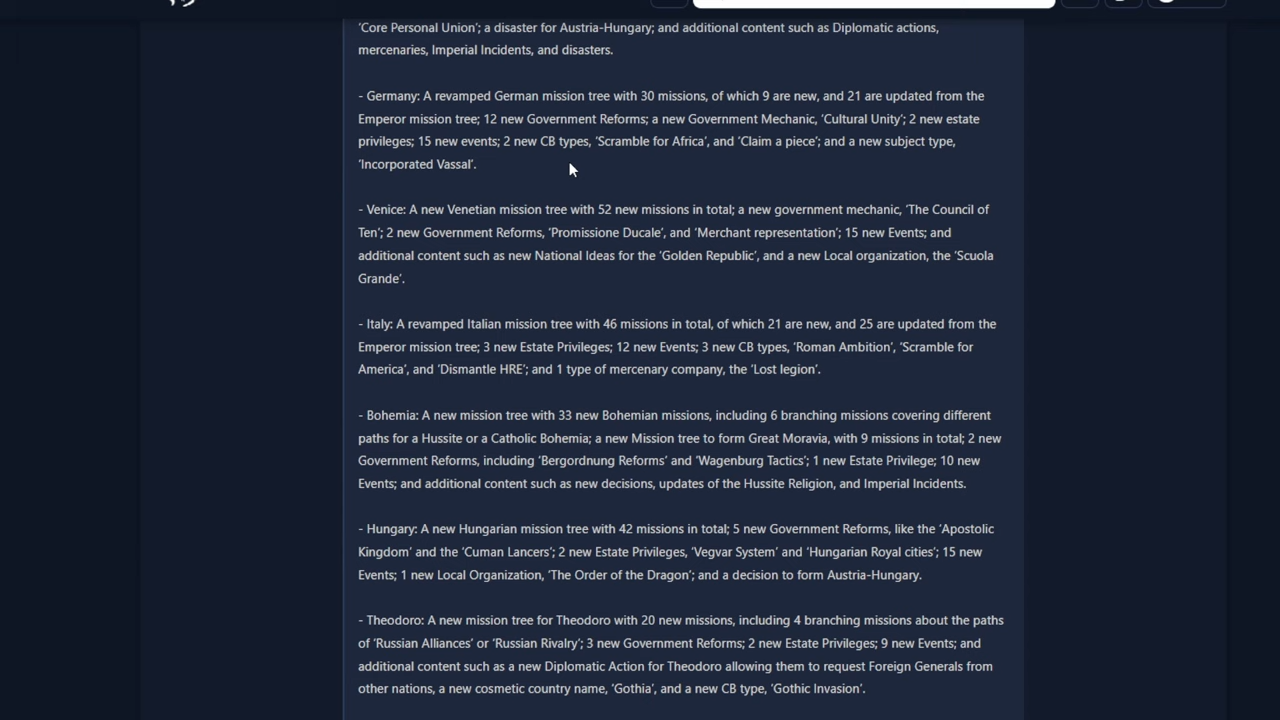 'Core Personal Union'; a disaster for Austria-Hungary; and additional content such as Diplomatic actions,
mercenaries, Imperial Incidents, and disasters.
- Germany: A revamped German mission tree with 30 missions, of which 9 are new, and 21 are updated from the
Emperor mission tree; 12 new Government Reforms; a new Government Mechanic, 'Cultural Unity'; 2 new estate
privileges; 15 new events; 2 new CB types, 'Scramble for Africa', and 'Claim a piece'; and a new subject type,
'Incorporated Vassal'.
- Venice: A new Venetian mission tree with 52 new missions in total; a new government mechanic, 'The Council of
Ten'; 2 new Government Reforms, 'Promissione Ducale', and 'Merchant representation'; 15 new Events; and
additional content such as new National Ideas for the 'Golden Republic', and a new Local organization, the 'Scuola
Grande'.
- Italy: A revamped Italian mission tree with 46 missions in total, of which 21 are new, and 25 are updated from the
Emperor mission tree; 3 new Estate Privileges; 12 new Events; 3 new CB types, 'Roman Ambition', 'Scramble for
America', and 'Dismantle HRE'; and 1 type of mercenary company, the 'Lost legion'.
- Bohemia: A new mission tree with 33 new Bohemian missions, including 6 branching missions covering different
paths for a Hussite or a Catholic Bohemia; a new Mission tree to form Great Moravia, with 9 missions in total; 2 new
Government Reforms, including 'Bergordnung Reforms' and 'Wagenburg Tactics'; 1 new Estate Privilege; 10 new
Events; and additional content such as new decisions, updates of the Hussite Religion, and Imperial Incidents.
- Hungary: A new Hungarian mission tree with 42 missions in total; 5 new Government Reforms, like the 'Apostolic
Kingdom' and the 'Cuman Lancers'; 2 new Estate Privileges, 'Vegvar System' and 'Hungarian Royal cities'; 15 new
Events; 1 new Local Organization, 'The Order of the Dragon'; and a decision to form Austria-Hungary.
- Theodoro: A new mission tree for Theodoro with 20 new missions, including 4 branching missions about the paths
of 'Russian Alliances' or 'Russian Rivalry'; 3 new Government Reforms; 2 new Estate Privileges; 9 new Events; and
additional content such as a new Diplomatic Action for Theodoro allowing them to request Foreign Generals from
other nations, a new cosmetic country name, 'Gothia', and a new CB type, 'Gothic Invasion'.